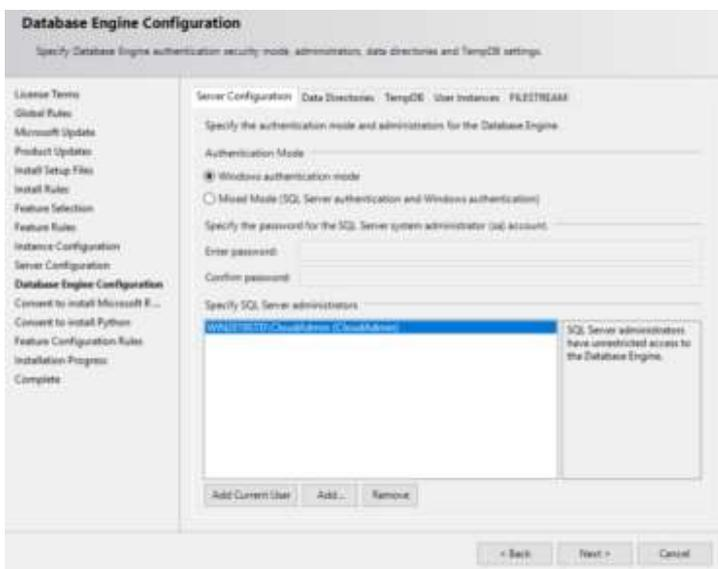 Database Engine Configuration
Specify Database Engine authentication security mode, administrators, data directories and TempDB settings.
License Terms
Global Rules
Microsoft Update
Product Updates
Install Setup Files
Install Rules
Feature Selection
Feature Rules
Instance Configuration
Server Configuration
Database Engine Configuration
Consent to install Microsoft R ...
Consent to install Python
Feature Configuration Rules
Installation Progress
Complete
Server Configuration Data Directories TempDB User Instances FILESTREAM
Specify the authentication mode and administrators for the Database Engine.
Authentication Mode
Windows authentication mode
Mixed Mode (SQL Server authentication and Windows authentication)
Specify the password for the SQL Server system administrator (sa) account.
Enter password:
Confirm password:
Specify SQL Server administrators
(CloudAdmin)
SQL Server administrators
have unrestricted access to
the Database Engine.
Add Current User Add... Remove
< Back Next > Cancel